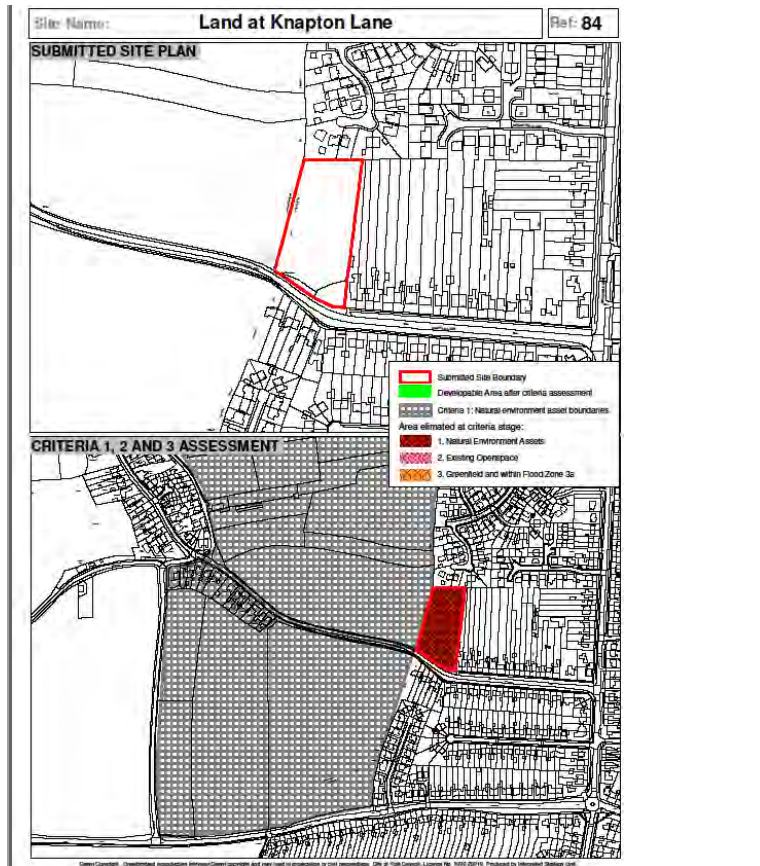 Site Name: Land at Knapton Lane Ref: 84
SUBMITTED SITE PLAN
Submitted Site Boundary
Developable Area after criteria assessment
Criteria 1: Natural environment asset boundaries
Area elimated at criteria stage:
1. Natural Environment Assets
2. Existing Openspace
3. Greenfield and within Flood Zone 3a
CRITERIA 1, 2 AND 3 ASSESSMENT